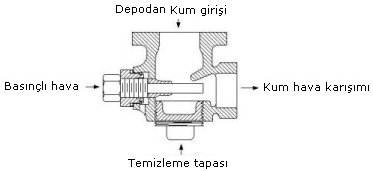 Depodan Kum girişi
Basınçlı hava
Kum hava karışımı
Temizleme tapası